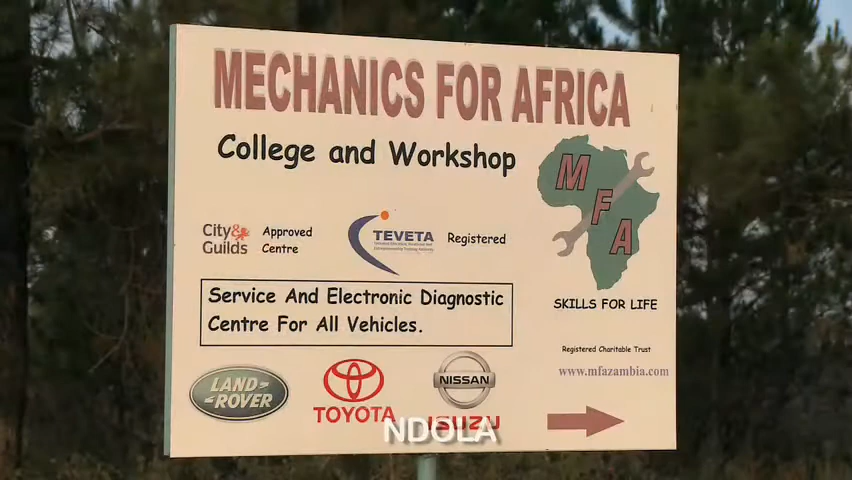 MECHANICS FOR AFRICA
College and Workshop
MFA
City& Guilds
Approved Centre
TEVETA
Registered
SKILLS FOR LIFE
Service And Electronic Diagnostic
Centre For All Vehicles.
Registered Charitable Trust
www.mfazambia.com
LAND-ROVER
TOYOTA
NISSAN
ISUZU
NDOLA